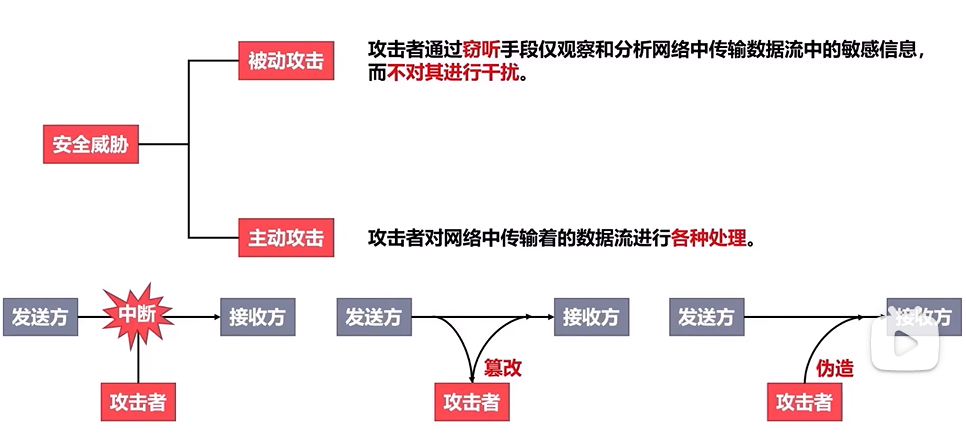 被动攻击
攻击者通过窃听手段仅观察和分析网络中传输数据流中的敏感信息，
而不对其进行干扰。
安全威胁
主动攻击
攻击者对网络中传输着的数据流进行各种处理。
发送方
中断
接收方
发送方
接收方
发送方
接收方
篡改
伪造
攻击者
攻击者
攻击者